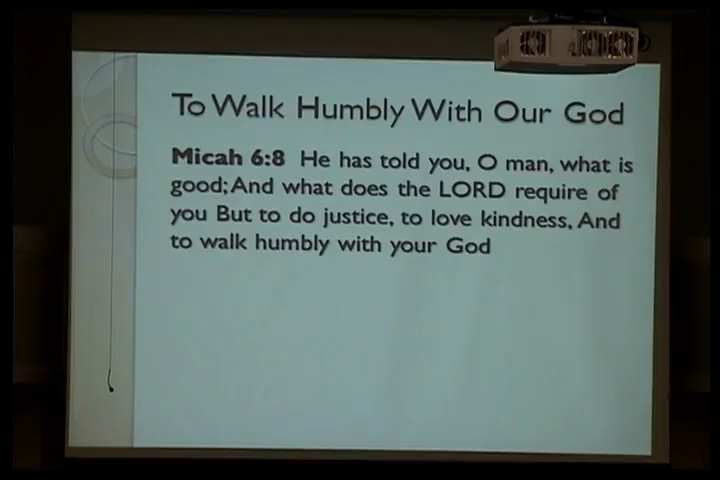 To Walk Humbly With Our God
Micah 6:8 He has told you, O man, what is
good; And what does the LORD require of
you But to do justice, to love kindness, And
to walk humbly with your God